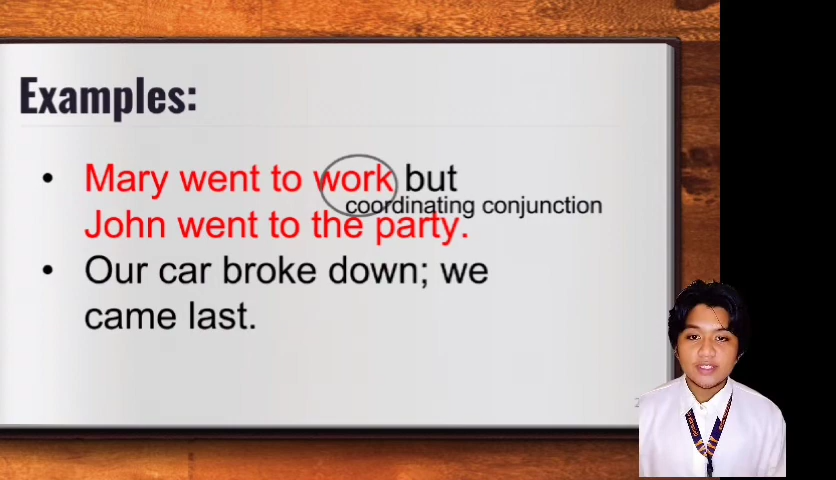 Examples:
• Mary went to work but
coordinating conjunction
John went to the party.
• Our car broke down; we
came last.